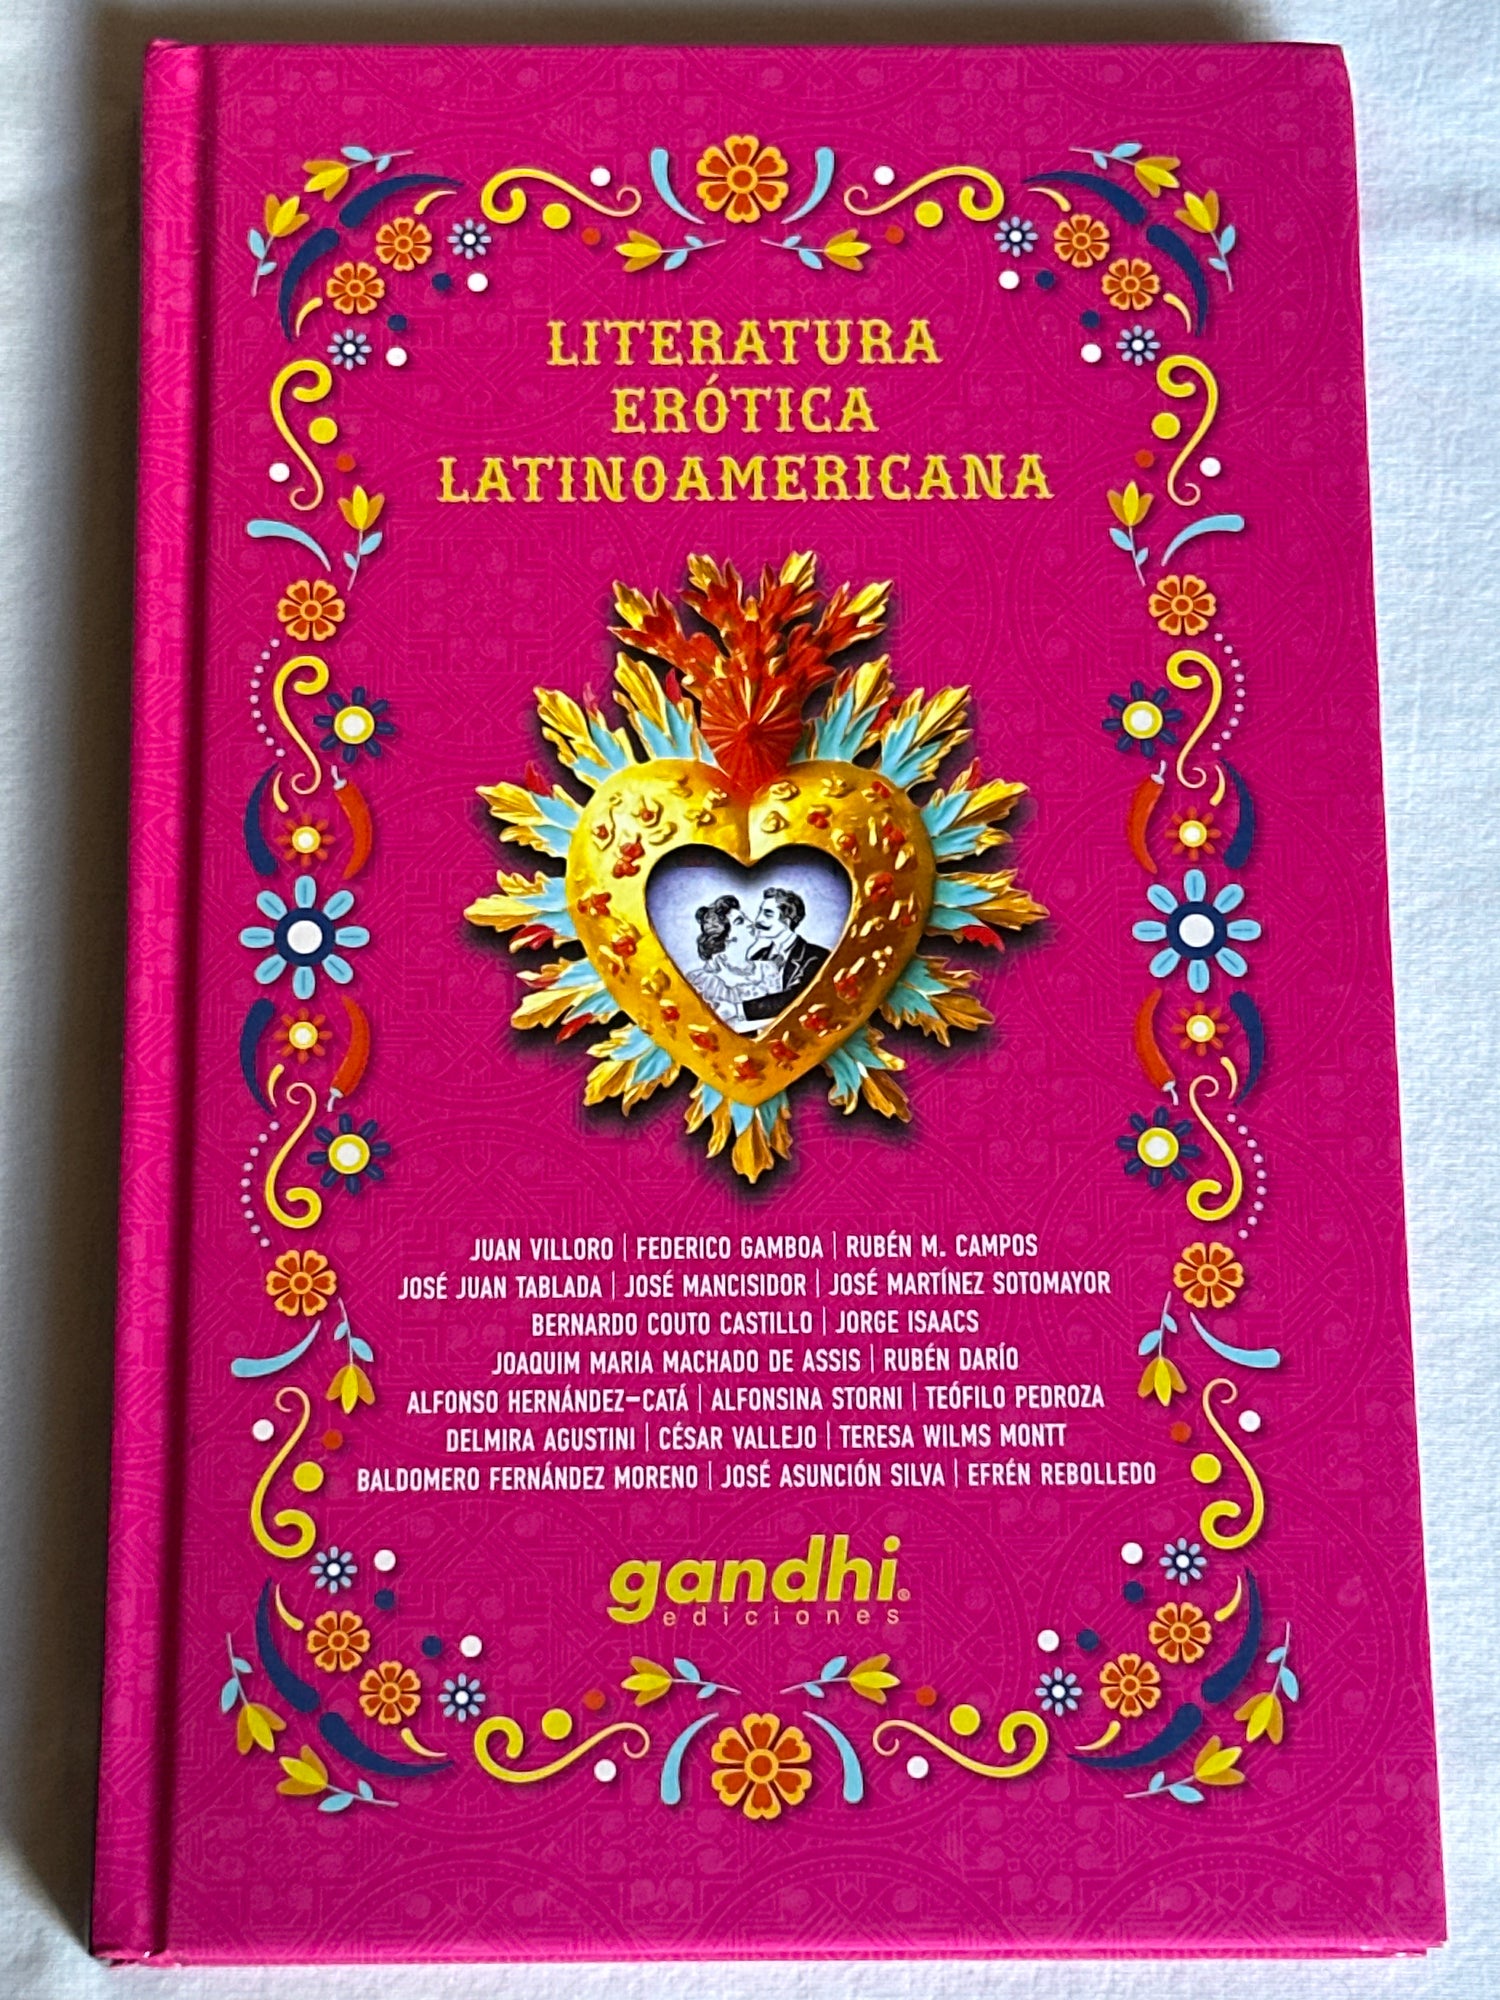 LITERATURA
ERÓTICA
LATINOAMERICANA
JUAN VILLORO | FEDERICO GAMBOA | RUBÉN M. CAMPOS
JOSÉ JUAN TABLADA | JOSÉ MANCISIDOR | JOSÉ MARTÍNEZ SOTOMAYOR
BERNARDO COUTO CASTILLO | JORGE ISAACS
JOAQUIM MARIA MACHADO DE ASSIS | RUBÉN DARÍO
ALFONSO HERNÁNDEZ-CATÁ | ALFONSINA STORNI | TEÓFILO PEDROZA
DELMIRA AGUSTINI | CÉSAR VALLEJO | TERESA WILMS MONTT
BALDOMERO FERNÁNDEZ MORENO | JOSÉ ASUNCIÓN SILVA | EFRÉN REBOLLEDO
gandhi®
ediciones